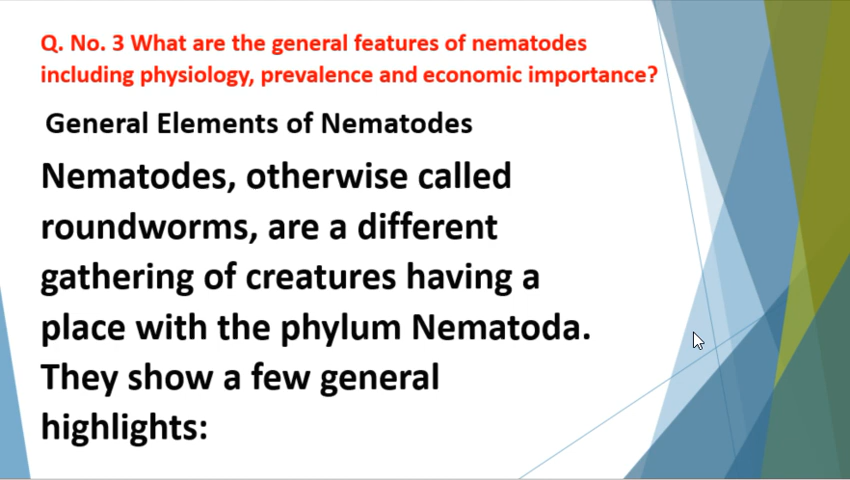 Q. No. 3 What are the general features of nematodes
including physiology, prevalence and economic importance?
General Elements of Nematodes
Nematodes, otherwise called
roundworms, are a different
gathering of creatures having a
place with the phylum Nematoda.
They show a few general
highlights: